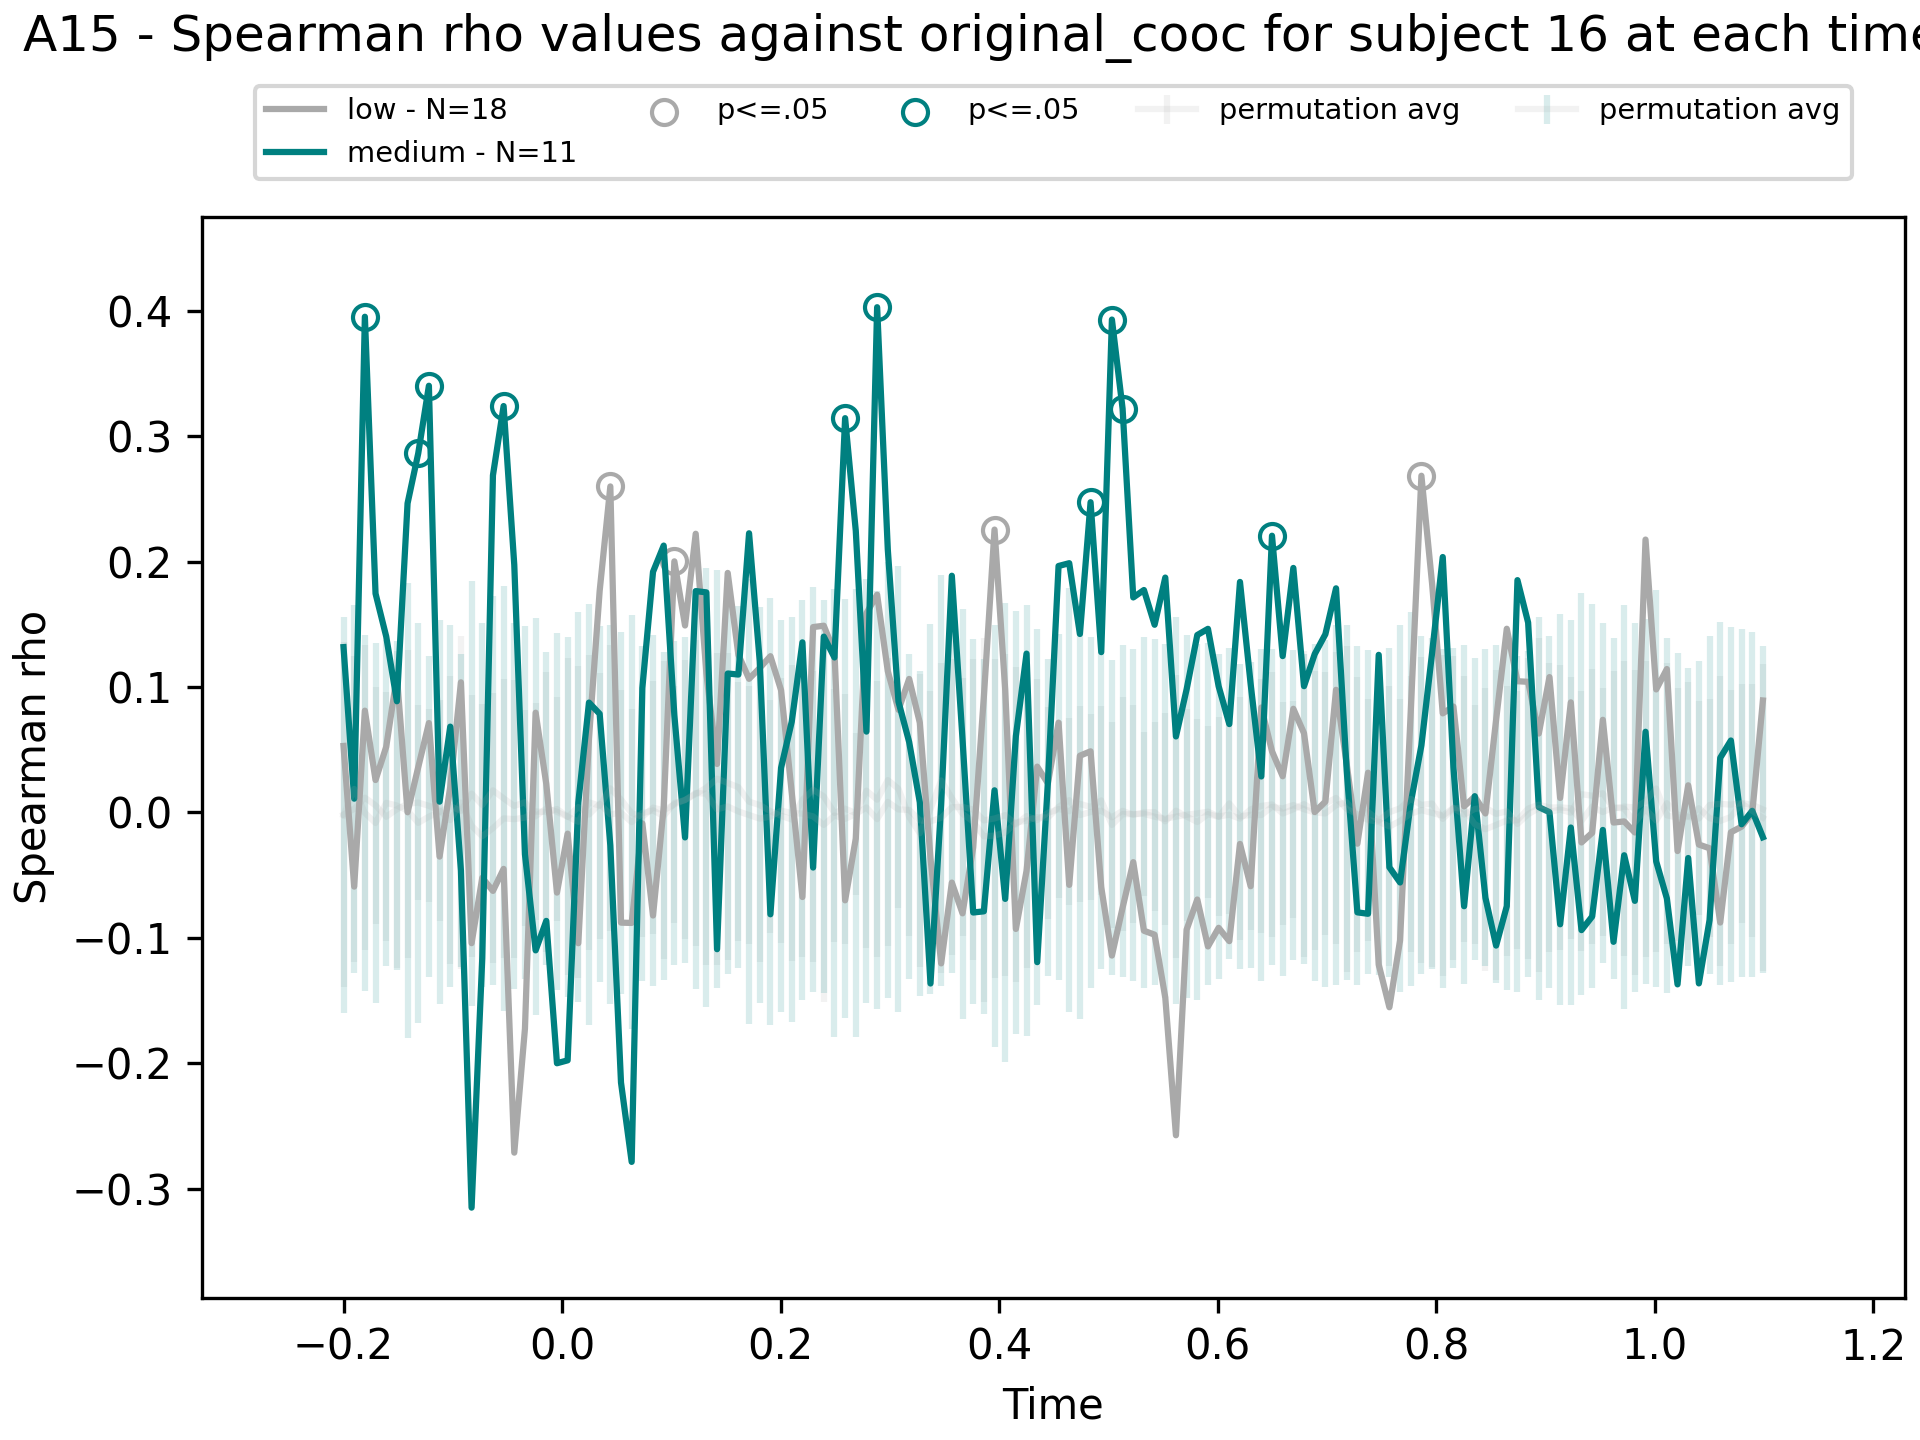 A15 - Spearman rho values against original_cooc for subject 16 at each time
low - N=18
medium - N=11
p<=.05
p<=.05
permutation avg
permutation avg
Spearman rho
0.4
0.3
0.2
0.1
0.0
−0.1
−0.2
−0.3
−0.2 0.0 0.2 0.4 0.6 0.8 1.0 1.2
Time